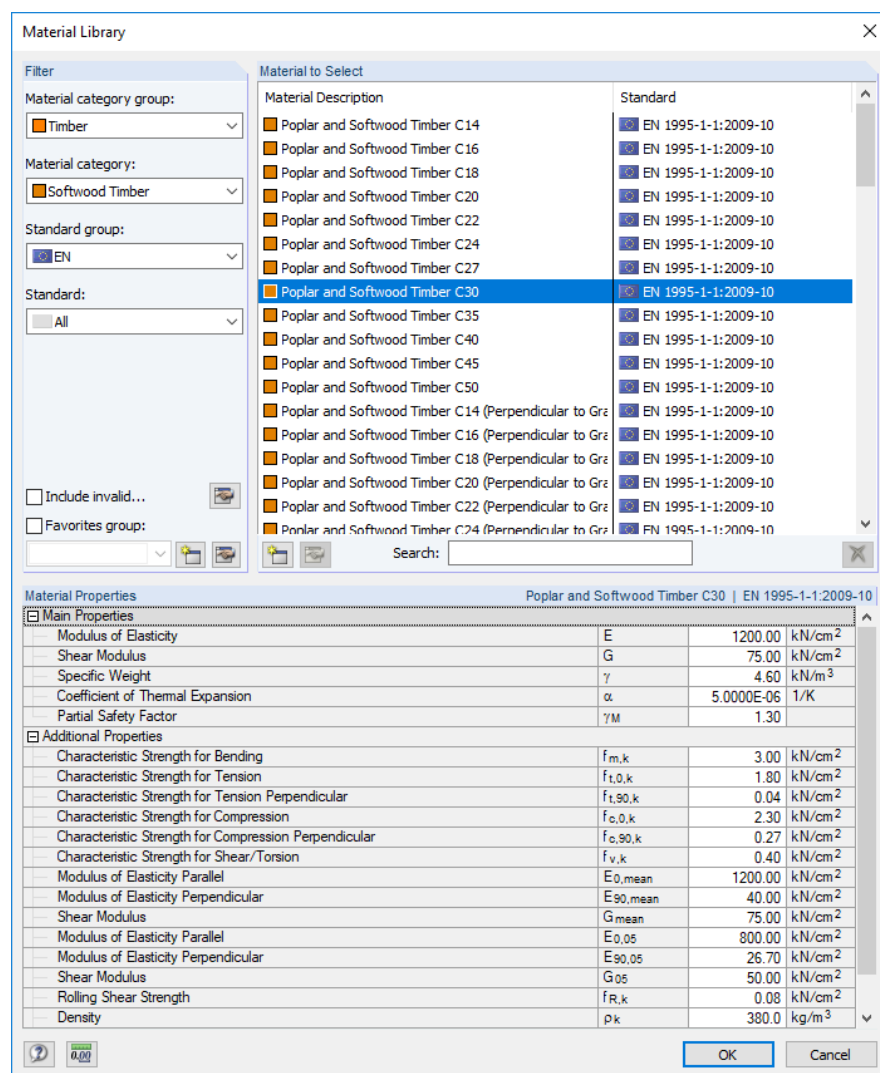 Material Library
Filter
Material category group:
Timber
Material category:
Softwood Timber
Standard group:
EN
Standard:
All
Include invalid...
Favorites group:
Material to Select
Material Description Standard
Poplar and Softwood Timber C14 EN 1995-1-1:2009-10
Poplar and Softwood Timber C16 EN 1995-1-1:2009-10
Poplar and Softwood Timber C18 EN 1995-1-1:2009-10
Poplar and Softwood Timber C20 EN 1995-1-1:2009-10
Poplar and Softwood Timber C22 EN 1995-1-1:2009-10
Poplar and Softwood Timber C24 EN 1995-1-1:2009-10
Poplar and Softwood Timber C27 EN 1995-1-1:2009-10
Poplar and Softwood Timber C30 EN 1995-1-1:2009-10
Poplar and Softwood Timber C35 EN 1995-1-1:2009-10
Poplar and Softwood Timber C40 EN 1995-1-1:2009-10
Poplar and Softwood Timber C45 EN 1995-1-1:2009-10
Poplar and Softwood Timber C50 EN 1995-1-1:2009-10
Poplar and Softwood Timber C14 (Perpendicular to Gra EN 1995-1-1:2009-10
Poplar and Softwood Timber C16 (Perpendicular to Gra EN 1995-1-1:2009-10
Poplar and Softwood Timber C18 (Perpendicular to Gra EN 1995-1-1:2009-10
Poplar and Softwood Timber C20 (Perpendicular to Gra EN 1995-1-1:2009-10
Poplar and Softwood Timber C22 (Perpendicular to Gra EN 1995-1-1:2009-10
Poplar and Softwood Timber C24 (Perpendicular to Gra EN 1995-1-1:2009-10
Search:
Material Properties Poplar and Softwood Timber C30 | EN 1995-1-1:2009-10
Main Properties
Modulus of Elasticity E 1200.00 kN/cm2
Shear Modulus G 75.00 kN/cm2
Specific Weight γ 4.60 kN/m3
Coefficient of Thermal Expansion α 5.0000E-06 1/K
Partial Safety Factor γM 1.30
Additional Properties
Characteristic Strength for Bending fm,k 3.00 kN/cm2
Characteristic Strength for Tension ft,0,k 1.80 kN/cm2
Characteristic Strength for Tension Perpendicular ft,90,k 0.04 kN/cm2
Characteristic Strength for Compression fc,0,k 2.30 kN/cm2
Characteristic Strength for Compression Perpendicular fc,90,k 0.27 kN/cm2
Characteristic Strength for Shear/Torsion fv,k 0.40 kN/cm2
Modulus of Elasticity Parallel E0,mean 1200.00 kN/cm2
Modulus of Elasticity Perpendicular E90,mean 40.00 kN/cm2
Shear Modulus Gmean 75.00 kN/cm2
Modulus of Elasticity Parallel E0,05 800.00 kN/cm2
Modulus of Elasticity Perpendicular E90,05 26.70 kN/cm2
Shear Modulus G05 50.00 kN/cm2
Rolling Shear Strength fR,k 0.08 kN/cm2
Density ρk 380.0 kg/m3
0.00
OK Cancel